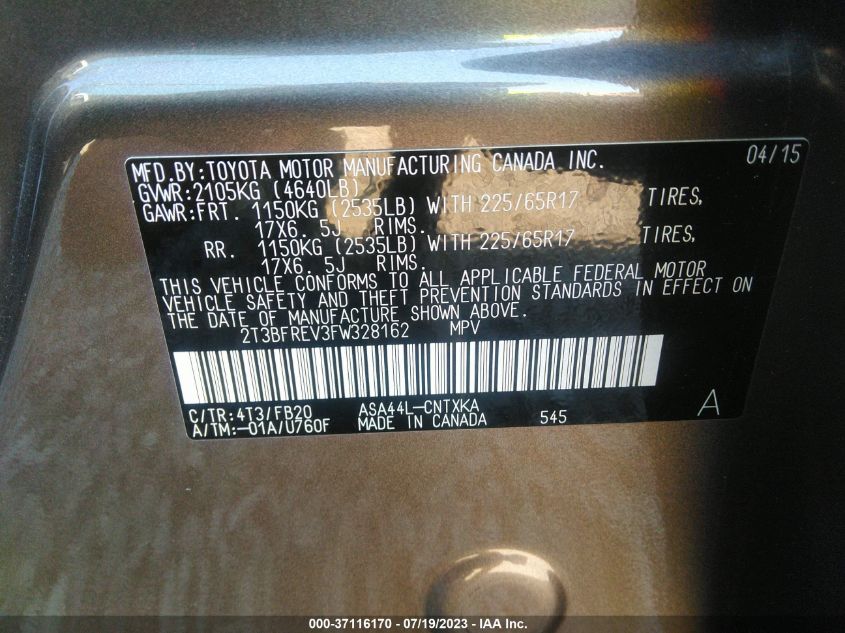 MFD.BY:TOYOTA MOTOR MANUFACTURING CANADA INC. 04/15
GVWR:2105KG (4640LB)
GAWR:FRT. 1150KG (2535LB) WITH 225/65R17 TIRES,
17X6. 5J RIMS.
RR. 1150KG (2535LB) WITH 225/65R17 TIRES,
17X6. 5J RIMS.
THIS VEHICLE CONFORMS TO ALL APPLICABLE FEDERAL MOTOR
VEHICLE SAFETY AND THEFT PREVENTION STANDARDS IN EFFECT ON
THE DATE OF MANUFACTURE SHOWN ABOVE.
2T3BFREV3FW328162 MPV
C/TR:4T3/FB20 ASA44L-CNTXKA A
A/TM:-01A/U760F MADE IN CANADA 545
000-37116170 - 07/19/2023 - IAA Inc.